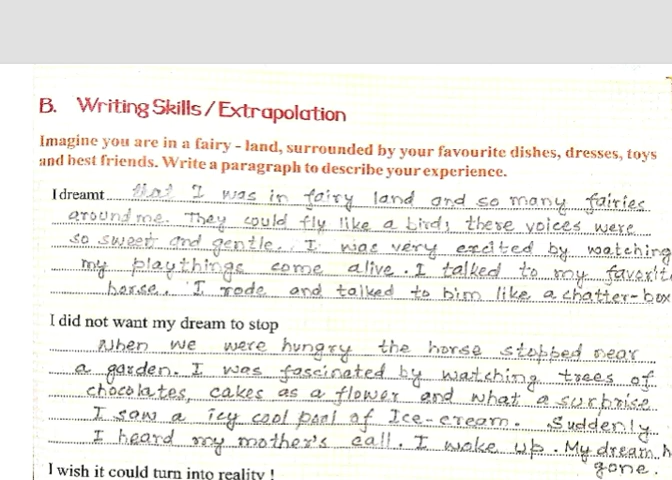 B. Writing Skills / Extrapolation
Imagine you are in a fairy - land, surrounded by your favourite dishes, dresses, toys
and best friends. Write a paragraph to describe your experience.
I dreamt that I was in fairy land and so many fairies
around me. They could fly like a bird, there voices were
so sweet and gentle. I was very excited by watching
my playthings come alive. I talked to my favorit
horse. I rode and talked to him like a chatter-box
I did not want my dream to stop
When we were hungry the horse stopped near
a garden. I was fascinated by watching trees of
chocolates, cakes as a flower and what a surprise
I saw a icy cool pool of Ice-cream. Suddenly
I heard my mother's call. I woke up. My dream h
gone.
I wish it could turn into reality !